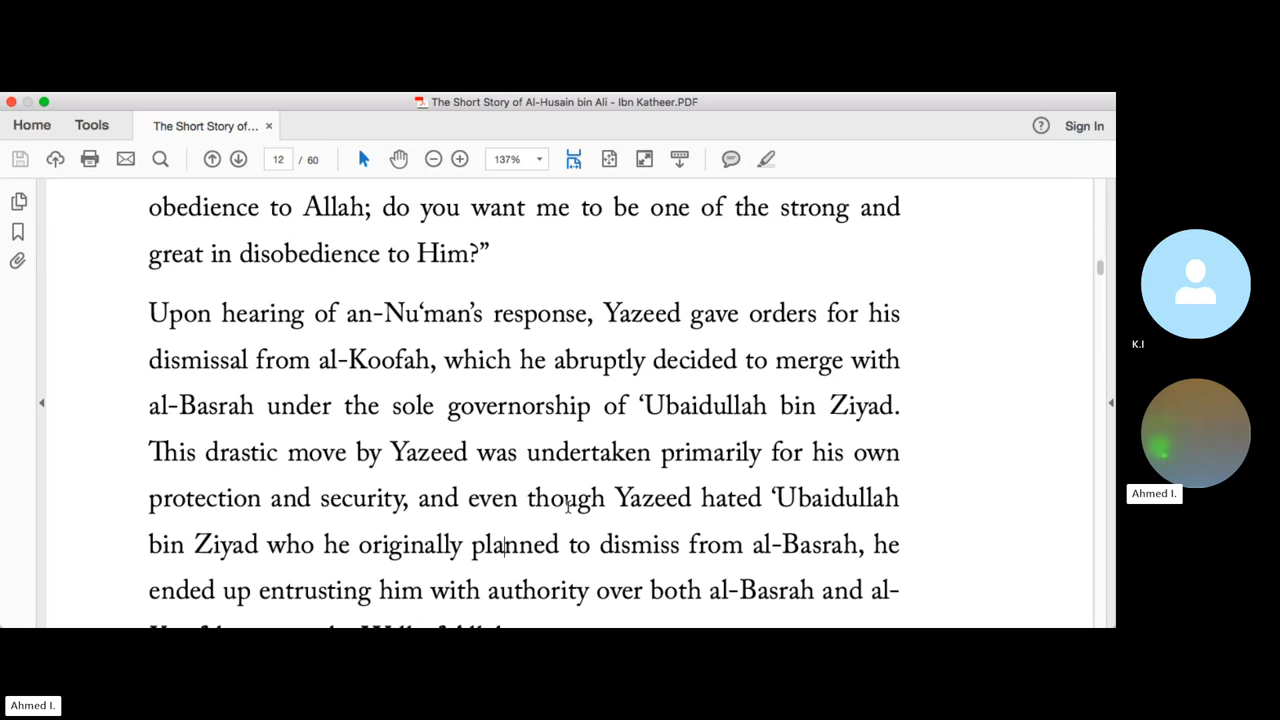 The Short Story of Al-Husain bin Ali - Ibn Katheer.PDF
Home Tools The Short Story of... × Sign In
12 / 60 137%
obedience to Allah; do you want me to be one of the strong and
great in disobedience to Him?”
Upon hearing of an-Nu‘man’s response, Yazeed gave orders for his
dismissal from al-Koofah, which he abruptly decided to merge with
al-Basrah under the sole governorship of ‘Ubaidullah bin Ziyad.
This drastic move by Yazeed was undertaken primarily for his own
protection and security, and even though Yazeed hated ‘Ubaidullah
bin Ziyad who he originally planned to dismiss from al-Basrah, he
ended up entrusting him with authority over both al-Basrah and al-
K.I
Ahmed I.
Ahmed I.